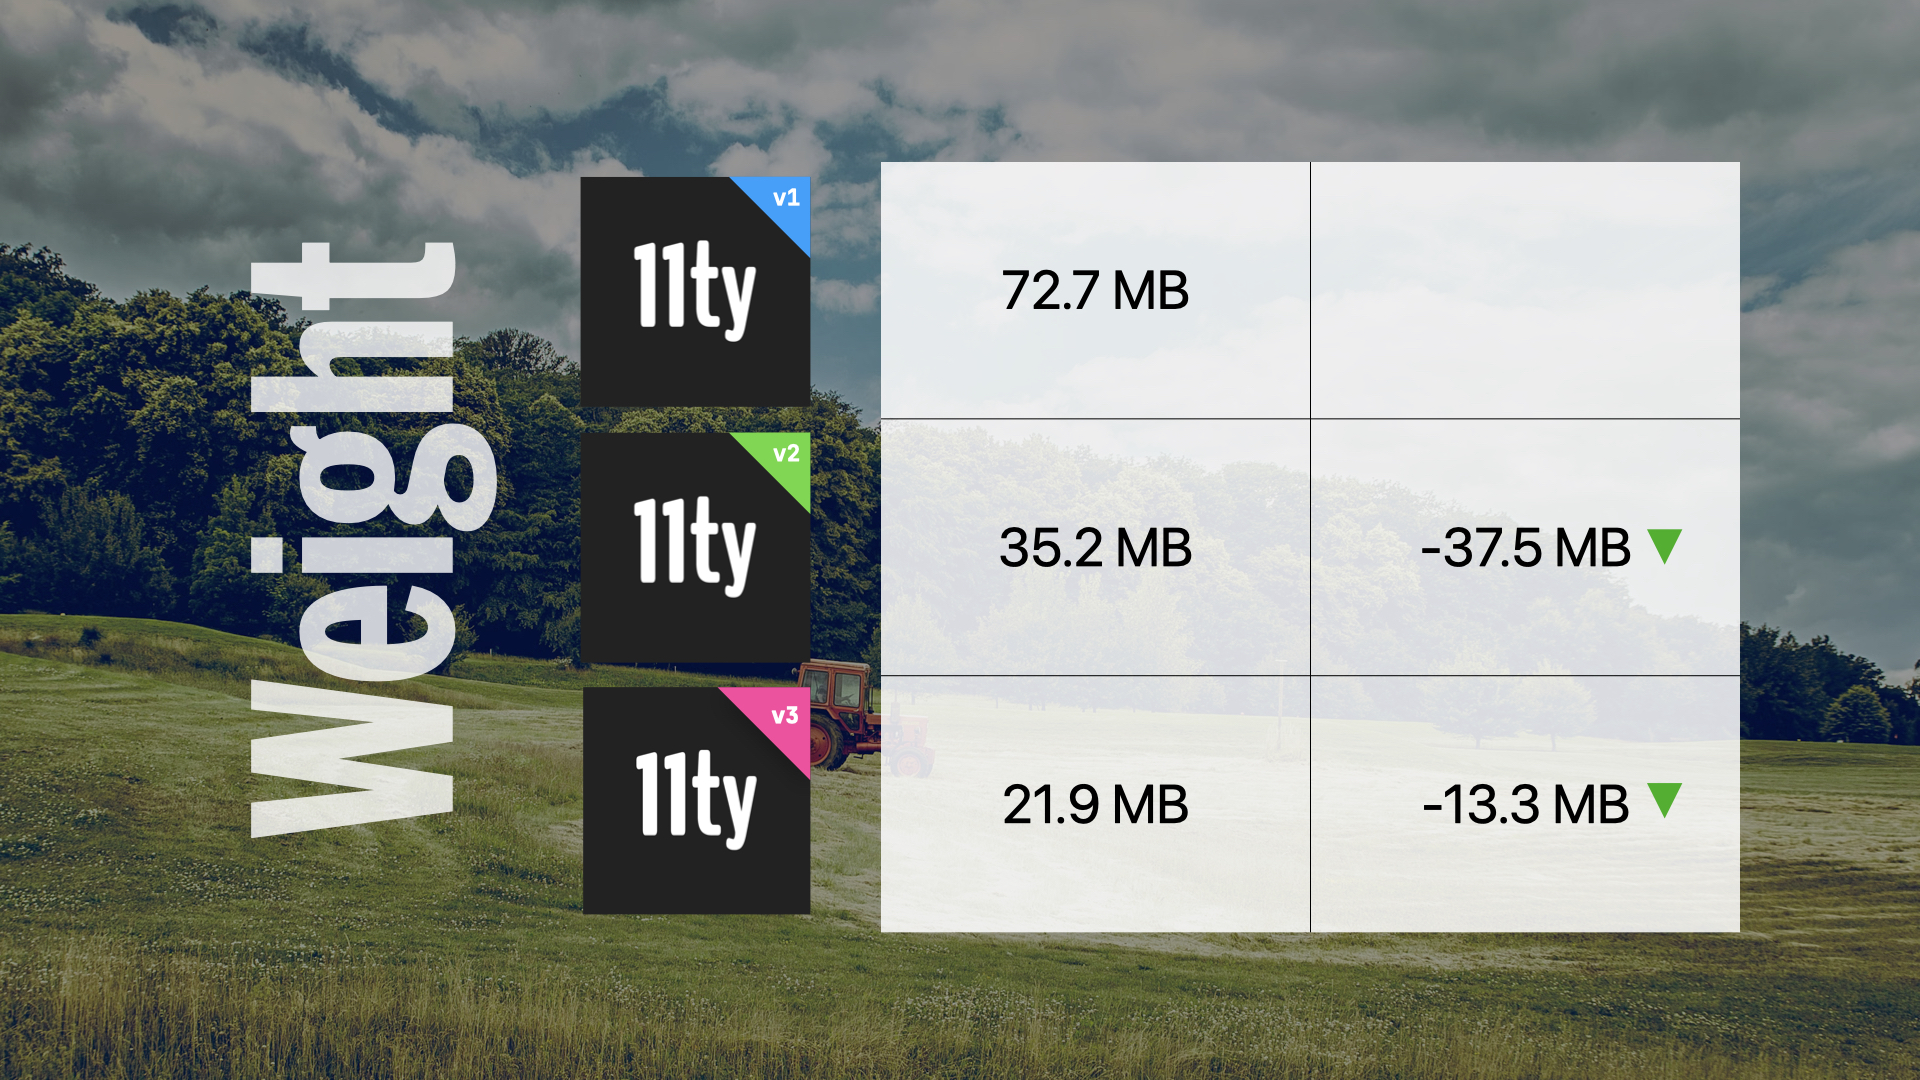 Weight
v1
11ty
72.7 MB
v2
11ty
35.2 MB
-37.5 MB ▼
v3
11ty
21.9 MB
-13.3 MB ▼